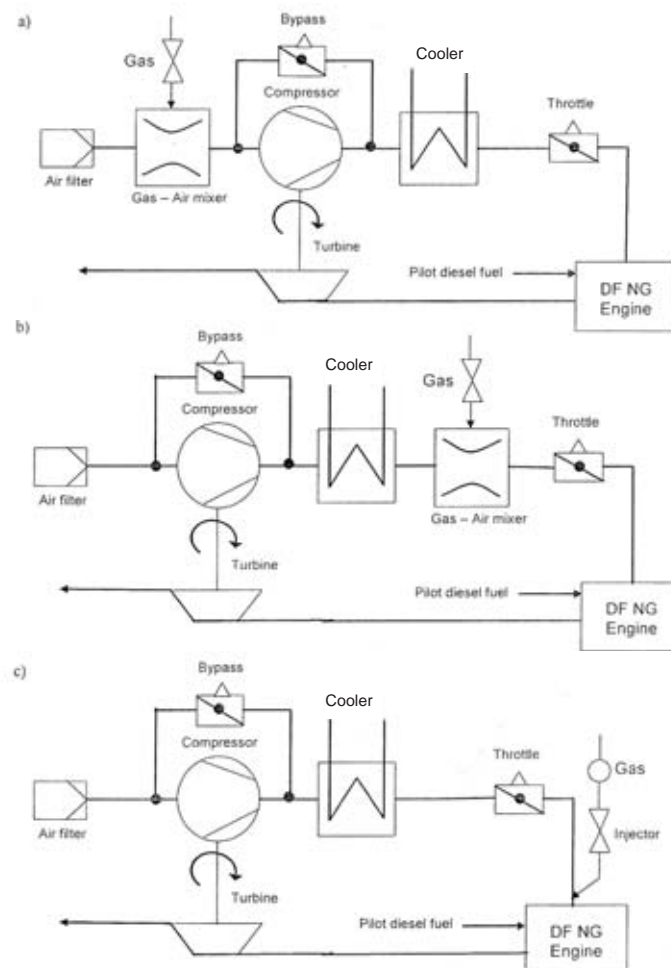 a)
Bypass
Gas
Cooler
Compressor
Throttle
Air filter
Gas – Air mixer
Turbine
Pilot diesel fuel
DF NG
Engine
b)
Bypass
Cooler
Gas
Compressor
Throttle
Air filter
Gas – Air mixer
Turbine
Pilot diesel fuel
DF NG
Engine
c)
Bypass
Cooler
Compressor
Throttle
Gas
Air filter
Injector
Turbine
Pilot diesel fuel
DF NG
Engine